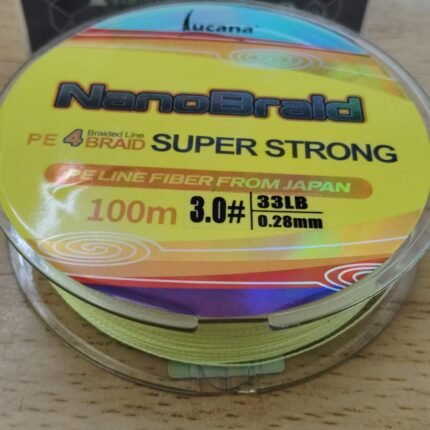 Lucana
NanoBraid
PE 4 Braided Line BRAID SUPER STRONG
PE LINE FIBER FROM JAPAN
100m 3.0# 33LB
0.28mm